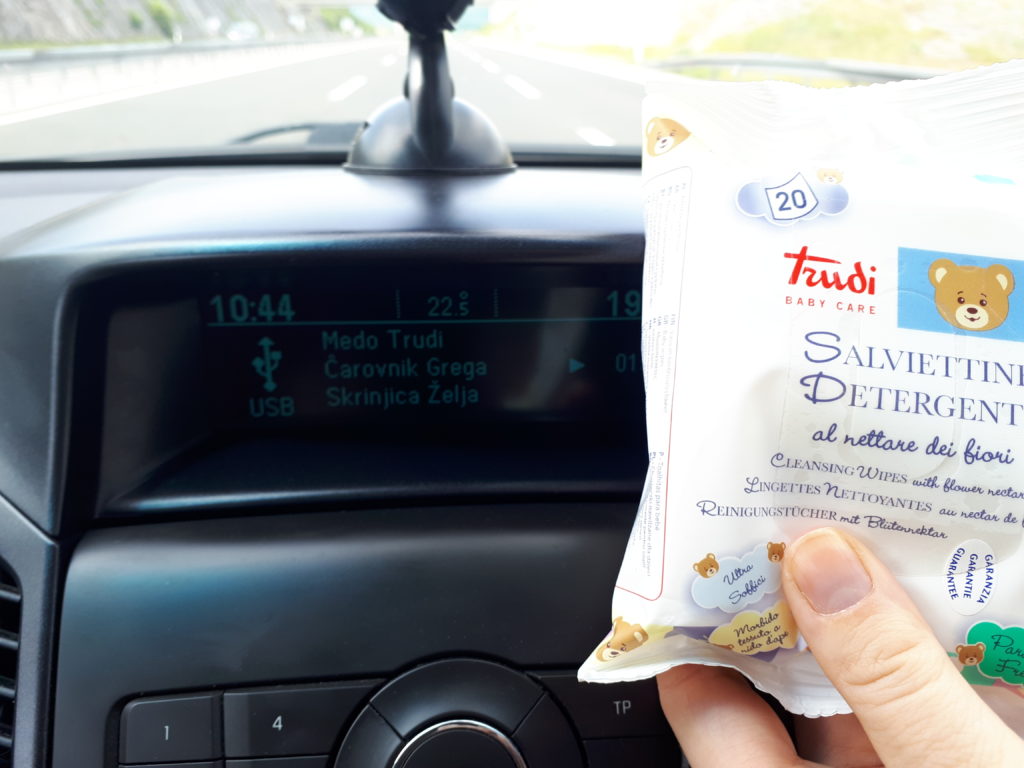 10:44
22.5°
19
Medo Trudi
Čarovnik Grega
01
Skrinjica Želja
USB
1
4
TP
20
trudi
BABY CARE
SALVIETTINE
DETERGENT
al nettare dei fiori
CLEANSING WIPES with flower nectar
LINGETTES NETTOYANTES au nectar de
REINIGUNGSTÜCHER mit Blütennektar
Ultra
Soffici
Morbido
tessuto a
nido d'ape
GARANZIA
GARANTIE
GUARANTEE